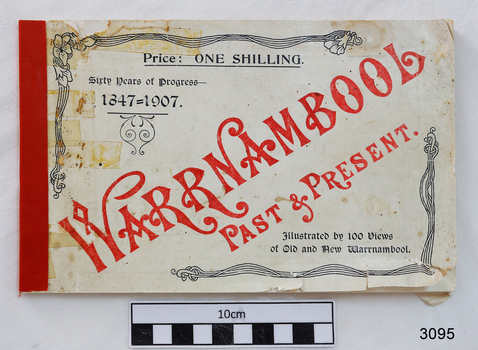 Price: ONE SHILLING.
Sixty Years of Progress—
1847=1907.
WARRNAMBOOL
PAST & PRESENT.
Illustrated by 100 Views
of Old and New Warrnambool.
10cm
3095